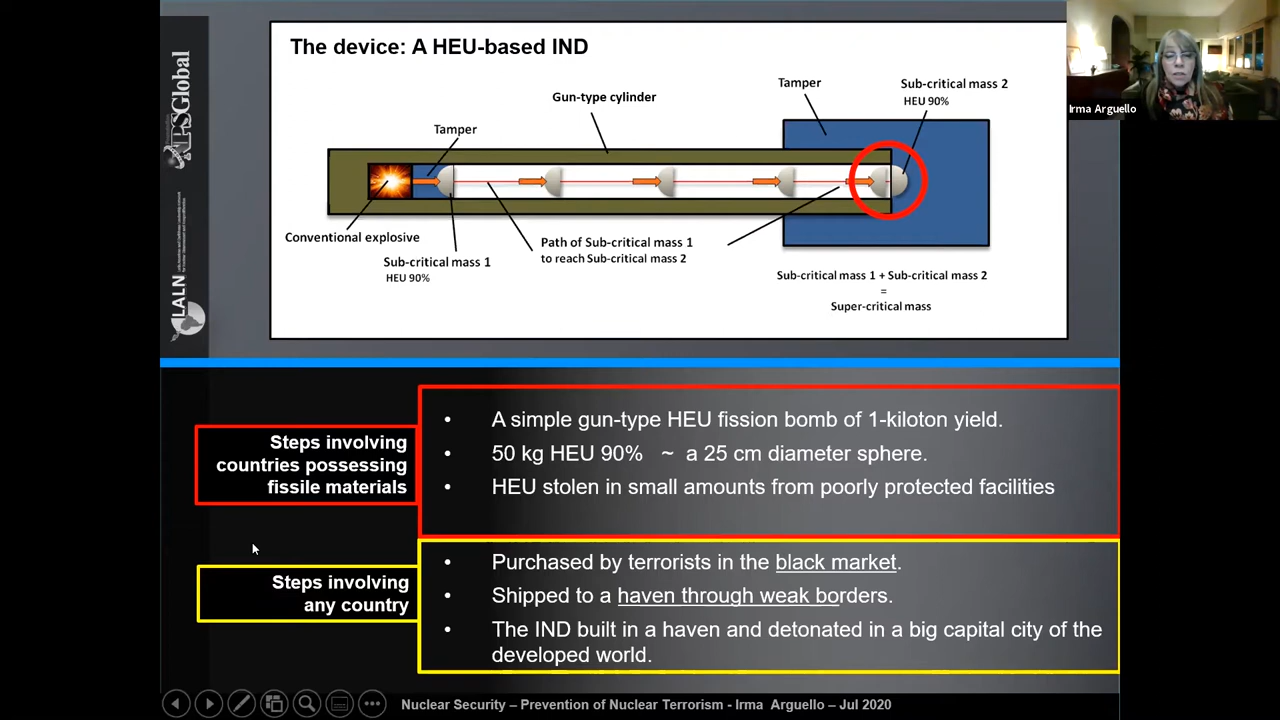 The device: A HEU-based IND
Irma Arguello
Tamper
Sub-critical mass 2
HEU 90%
Gun-type cylinder
Tamper
Conventional explosive
Sub-critical mass 1
HEU 90%
Path of Sub-critical mass 1
to reach Sub-critical mass 2
Sub-critical mass 1 + Sub-critical mass 2
=
Super-critical mass
NPSGlobal
LALN
Steps involving
countries possessing
fissile materials
• A simple gun-type HEU fission bomb of 1-kiloton yield.
• 50 kg HEU 90% ~ a 25 cm diameter sphere.
• HEU stolen in small amounts from poorly protected facilities
Steps involving
any country
• Purchased by terrorists in the black market.
• Shipped to a haven through weak borders.
• The IND built in a haven and detonated in a big capital city of the
developed world.
Nuclear Security – Prevention of Nuclear Terrorism - Irma Arguello – Jul 2020